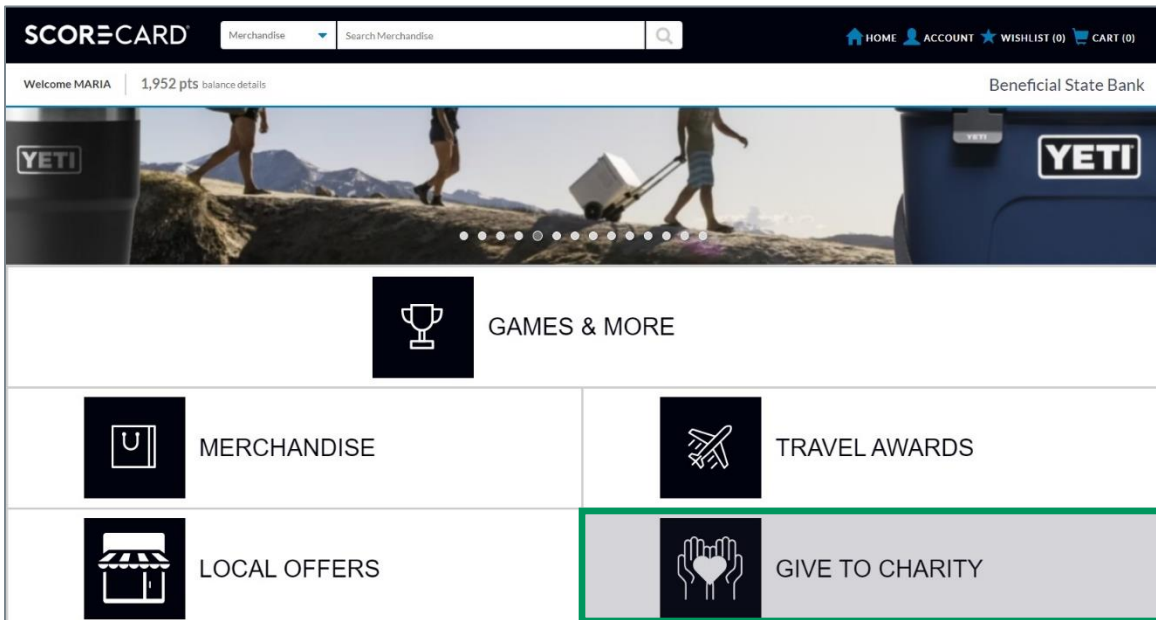 SCORECARD®
Merchandise
Search Merchandise
HOME ACCOUNT WISHLIST (0) CART (0)
Welcome MARIA 1,952 pts balance details
Beneficial State Bank
YETI
YETI
YETI
GAMES & MORE
MERCHANDISE
TRAVEL AWARDS
LOCAL OFFERS
GIVE TO CHARITY